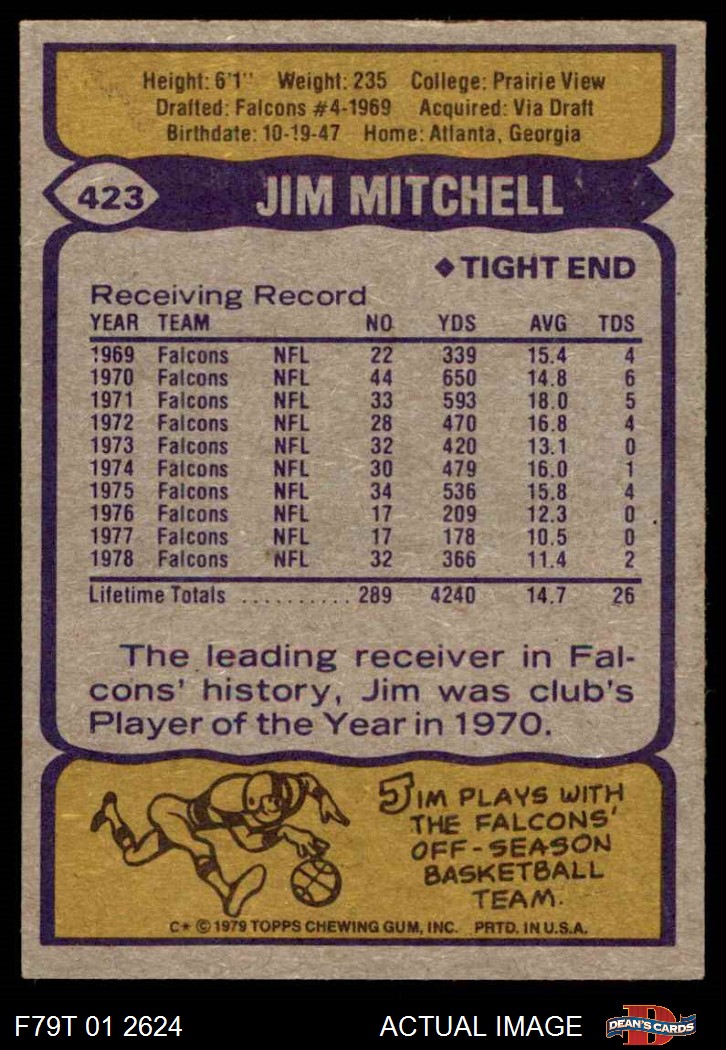 Height: 6'1" Weight: 235 College: Prairie View
Drafted: Falcons #4-1969 Acquired: Via Draft
Birthdate: 10-19-47 Home: Atlanta, Georgia
423 JIM MITCHELL
◆ TIGHT END
Receiving Record
YEAR TEAM NO YDS AVG TDS
1969 Falcons NFL 22 339 15.4 4
1970 Falcons NFL 44 650 14.8 6
1971 Falcons NFL 33 593 18.0 5
1972 Falcons NFL 28 470 16.8 4
1973 Falcons NFL 32 420 13.1 0
1974 Falcons NFL 30 479 16.0 1
1975 Falcons NFL 34 536 15.8 4
1976 Falcons NFL 17 209 12.3 0
1977 Falcons NFL 17 178 10.5 0
1978 Falcons NFL 32 366 11.4 2
Lifetime Totals .......... 289 4240 14.7 26
The leading receiver in Fal-
cons' history, Jim was club's
Player of the Year in 1970.
JIM PLAYS WITH
THE FALCONS'
OFF-SEASON
BASKETBALL
TEAM.
C* © 1979 TOPPS CHEWING GUM, INC. PRTD. IN U.S.A.
F79T 01 2624 ACTUAL IMAGE D DEAN'S CARDS